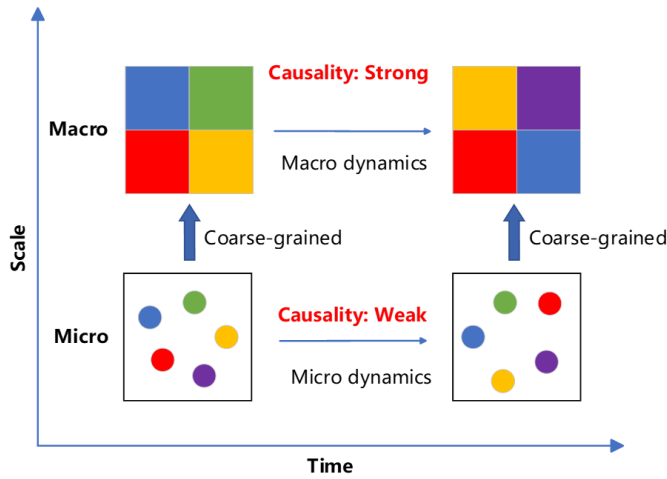 Causality: Strong
Macro
Macro dynamics
Coarse-grained
Coarse-grained
Scale
Causality: Weak
Micro
Micro dynamics
Time